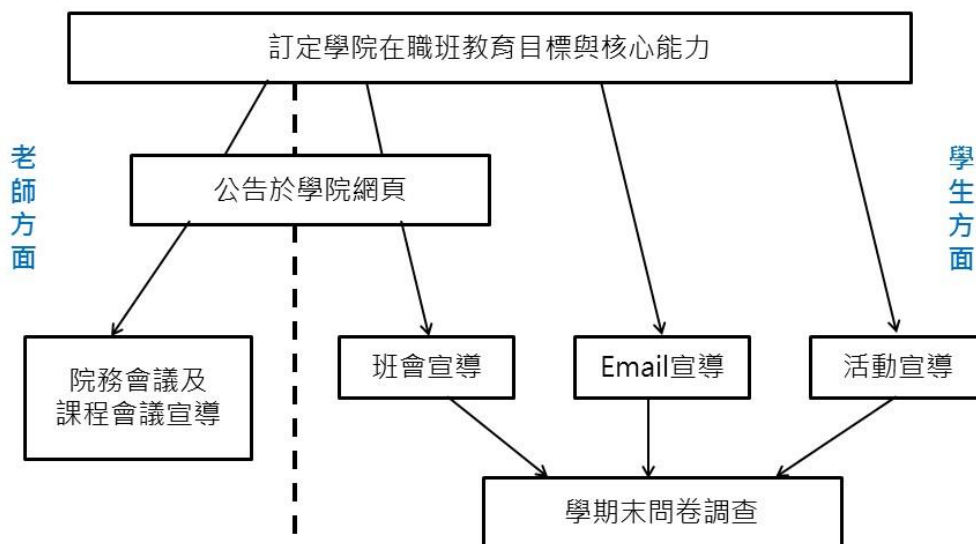 訂定學院在職班教育目標與核心能力
老師方面
學生方面
公告於學院網頁
院務會議及
課程會議宣導
班會宣導
Email宣導
活動宣導
學期末問卷調查